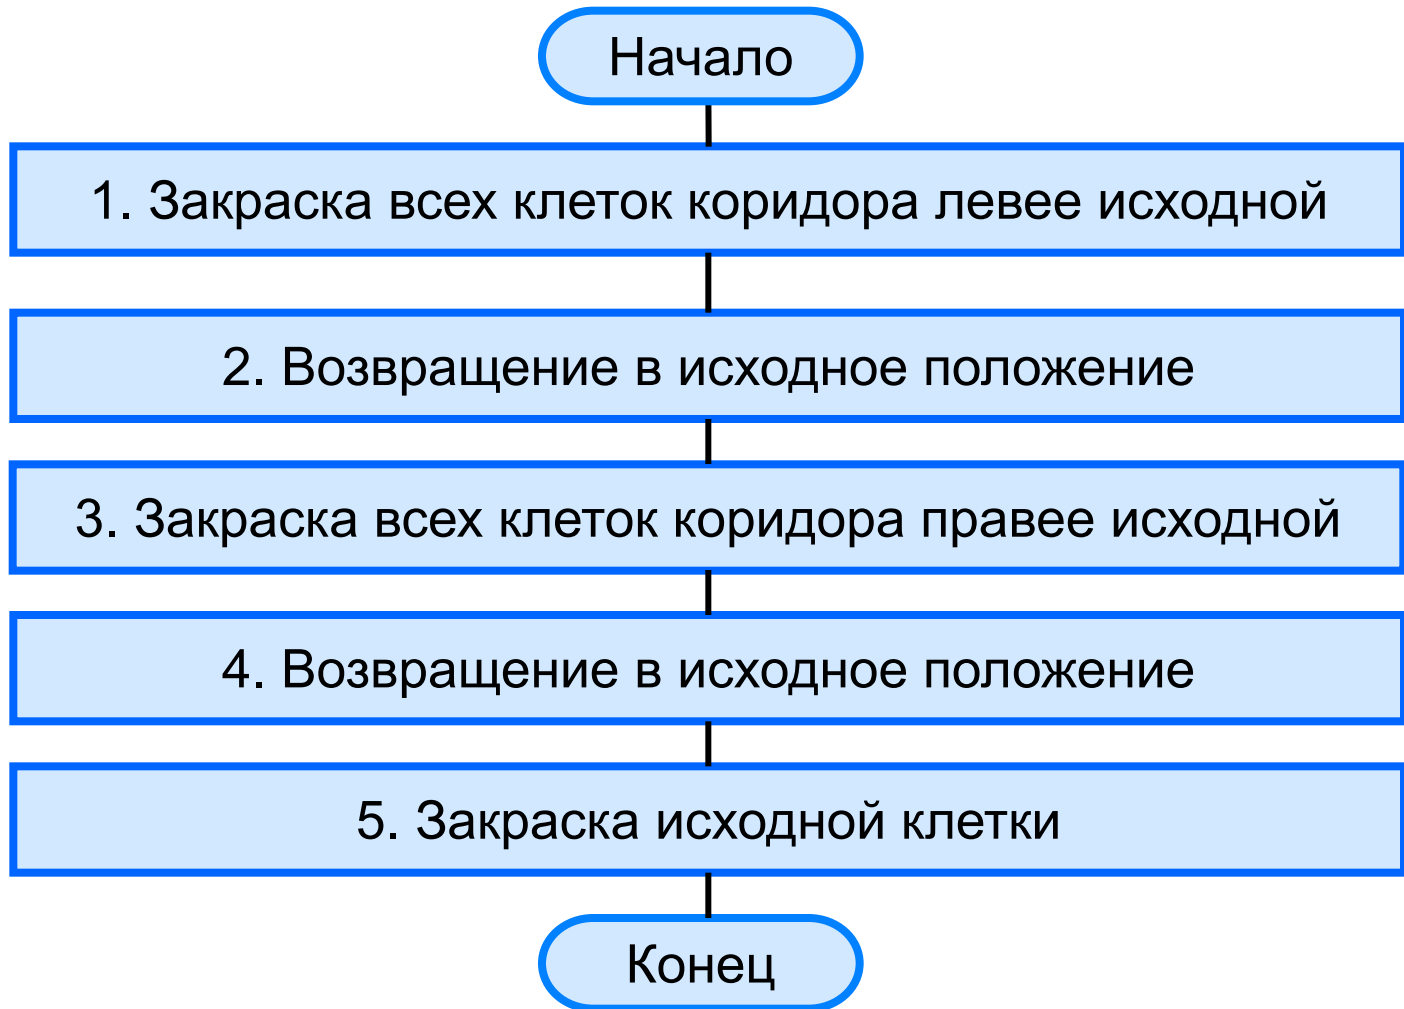 Начало
1. Закраска всех клеток коридора левее исходной
2. Возвращение в исходное положение
3. Закраска всех клеток коридора правее исходной
4. Возвращение в исходное положение
5. Закраска исходной клетки
Конец